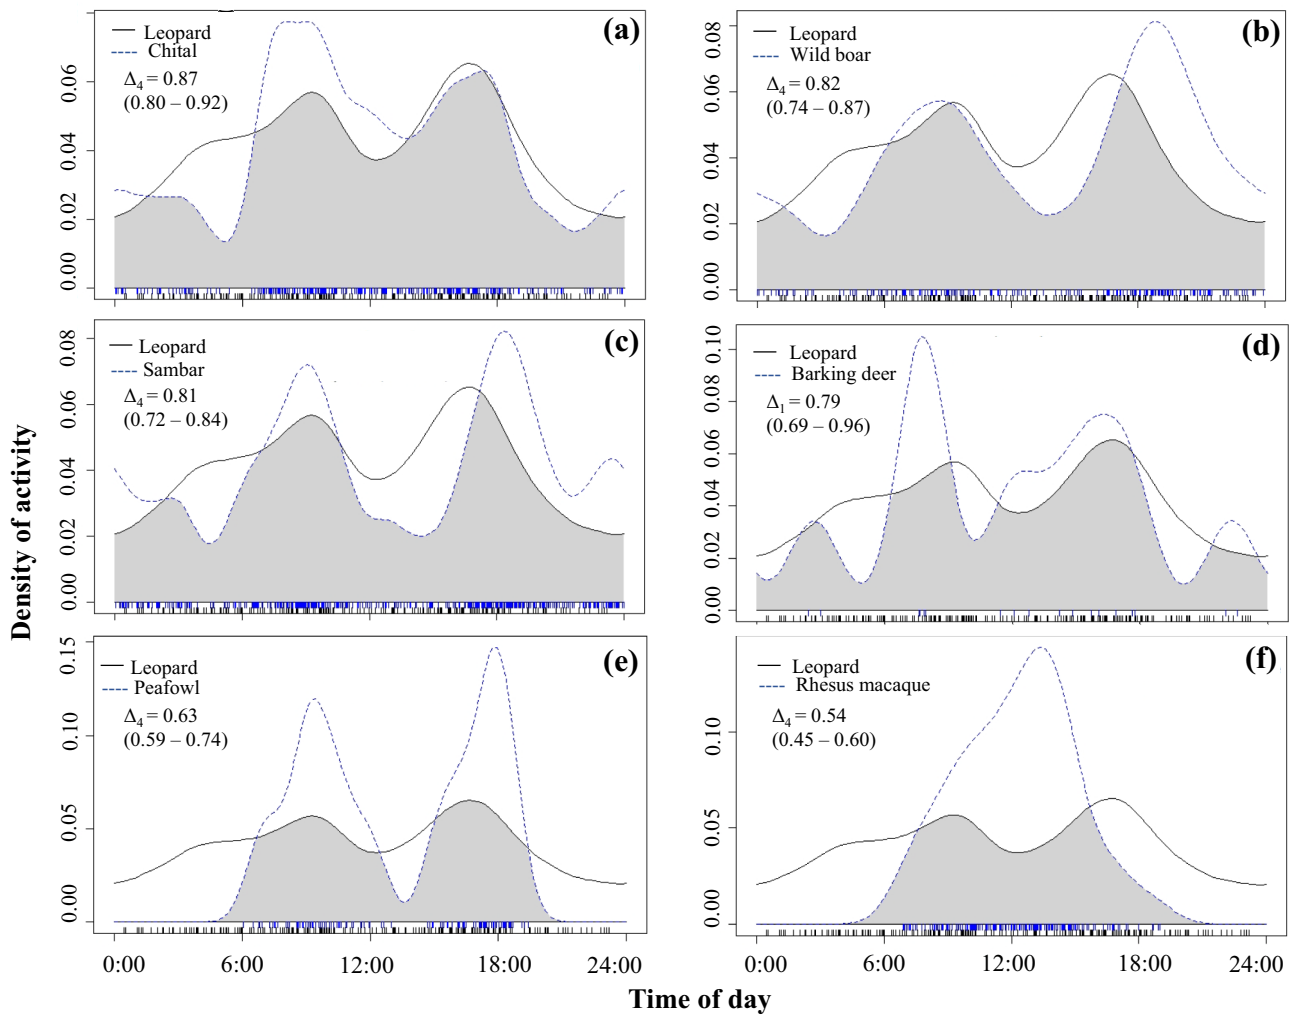 (a)
Leopard
Chital
Δ4 = 0.87
(0.80 – 0.92)
0.06
0.04
0.02
0.00
(b)
Leopard
Wild boar
Δ4 = 0.82
(0.74 – 0.87)
0.08
0.06
0.04
0.02
0.00
(c)
Leopard
Sambar
Δ4 = 0.81
(0.72 – 0.84)
0.08
0.06
0.04
0.02
0.00
(d)
Leopard
Barking deer
Δ1 = 0.79
(0.69 – 0.96)
0.10
0.08
0.06
0.04
0.02
0.00
(e)
Leopard
Peafowl
Δ4 = 0.63
(0.59 – 0.74)
0.15
0.10
0.05
0.00
(f)
Leopard
Rhesus macaque
Δ4 = 0.54
(0.45 – 0.60)
0.10
0.05
0.00
Density of activity
0:00 6:00 12:00 18:00 24:00
0:00 6:00 12:00 18:00 24:00
Time of day